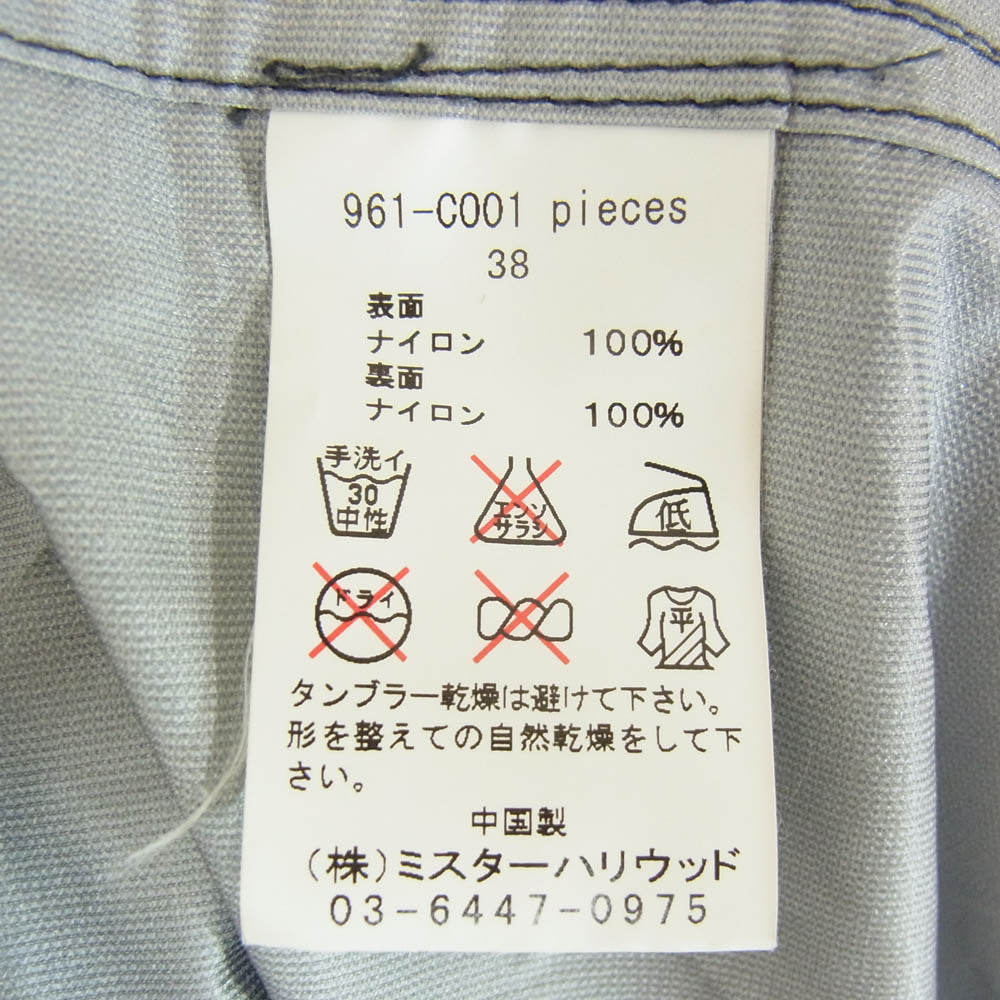 961-C001 pieces
38
表面
ナイロン 100%
裏面
ナイロン 100%
手洗イ
30
中性
エンソ
サラシ
低
ドライ
平
タンブラー乾燥は避けて下さい。
形を整えての自然乾燥をして下
さい。
中国製
(株)ミスターハリウッド
03-6447-0975